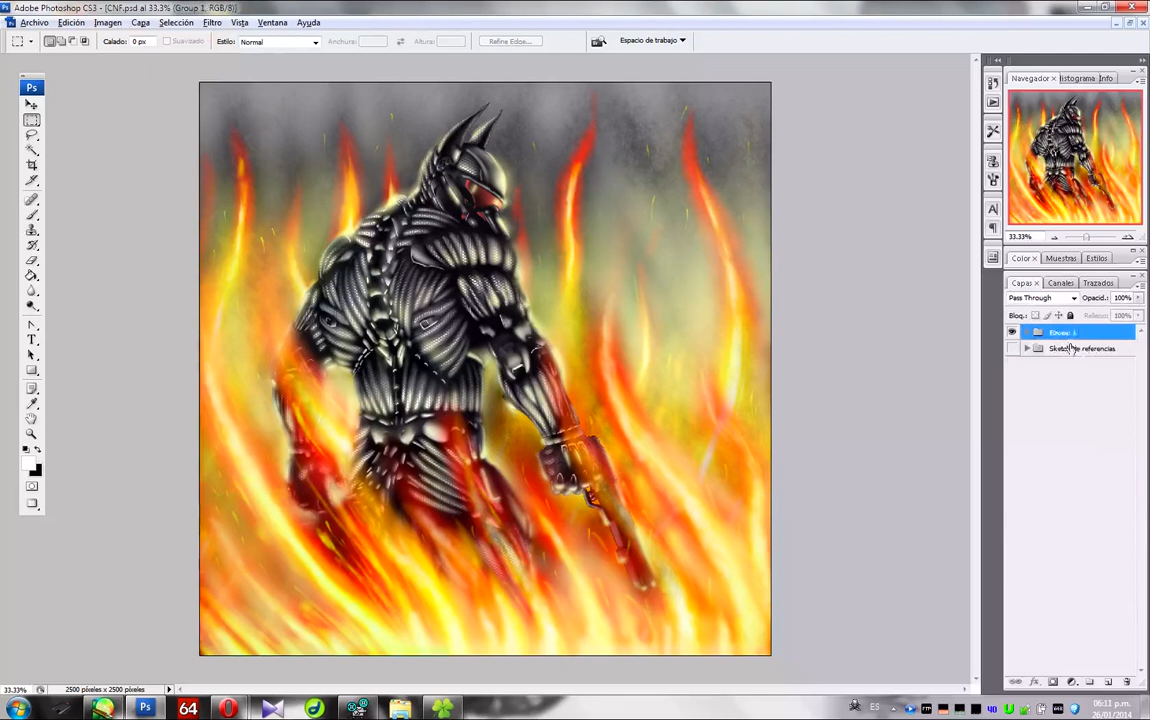 Adobe Photoshop CS3 - [CNF.psd al 33.3% (Group 1, RGB/8)]
Archivo Edición Imagen Capa Selección Filtro Vista Ventana Ayuda
Calado: 0 px Suavizado Estilo: Normal Anchura: Altura: Refine Edge... Espacio de trabajo
Ps
Navegador Histograma Info
33.33%
Color Muestras Estilos
Capas Canales Trazados
Pass Through Opacid.: 100%
Bloq.: Relleno: 100%
referencias
33.33% 2500 píxeles x 2500 píxeles
Ps 64 ES 06:11 p.m.
26/01/2014